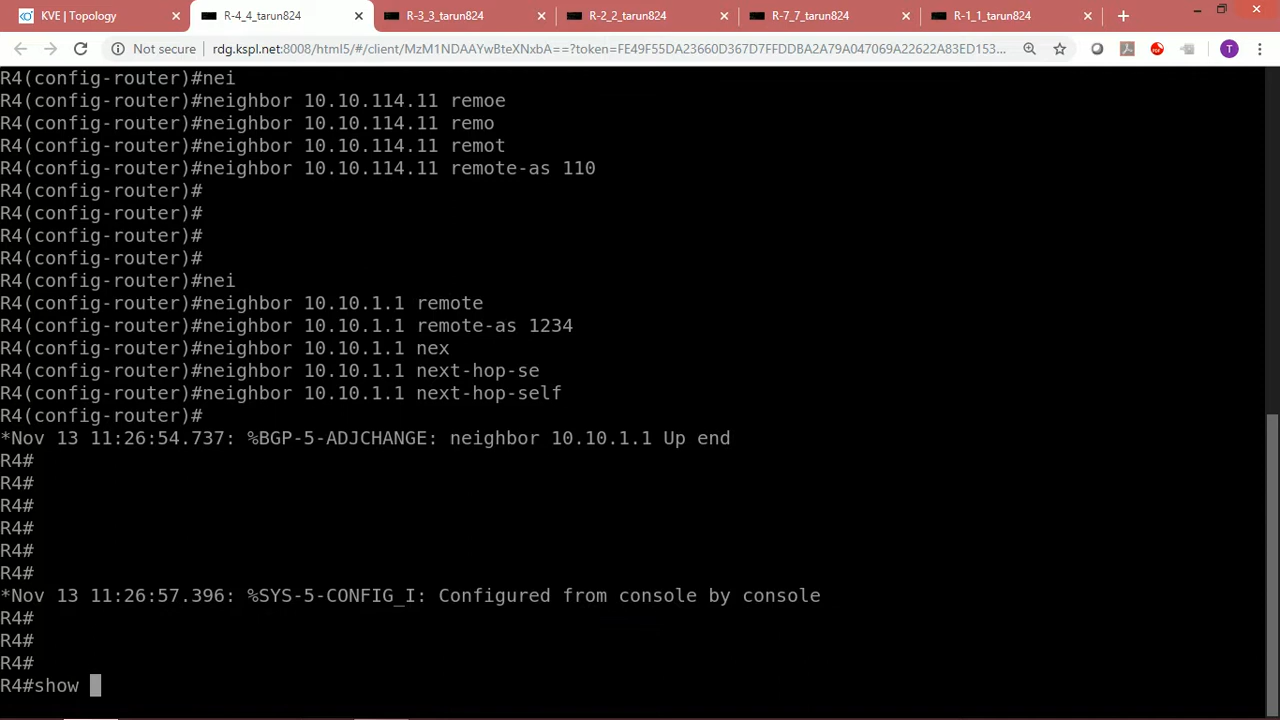 KVE | Topology
R-4_4_tarun824
R-3_3_tarun824
R-2_2_tarun824
R-7_7_tarun824
R-1_1_tarun824
Not secure
rdg.kspl.net:8008/html5/#/client/MzM1NDAAYwBteXNxbA==?token=FE49F55DA23660D367D7FFDDBA2A79A047069A22622A83ED153...
T
R4(config-router)#nei
R4(config-router)#neighbor 10.10.114.11 remoe
R4(config-router)#neighbor 10.10.114.11 remo
R4(config-router)#neighbor 10.10.114.11 remot
R4(config-router)#neighbor 10.10.114.11 remote-as 110
R4(config-router)#
R4(config-router)#
R4(config-router)#
R4(config-router)#
R4(config-router)#nei
R4(config-router)#neighbor 10.10.1.1 remote
R4(config-router)#neighbor 10.10.1.1 remote-as 1234
R4(config-router)#neighbor 10.10.1.1 nex
R4(config-router)#neighbor 10.10.1.1 next-hop-se
R4(config-router)#neighbor 10.10.1.1 next-hop-self
R4(config-router)#
*Nov 13 11:26:54.737: %BGP-5-ADJCHANGE: neighbor 10.10.1.1 Up end
R4#
R4#
R4#
R4#
R4#
R4#
*Nov 13 11:26:57.396: %SYS-5-CONFIG_I: Configured from console by console
R4#
R4#
R4#
R4#show